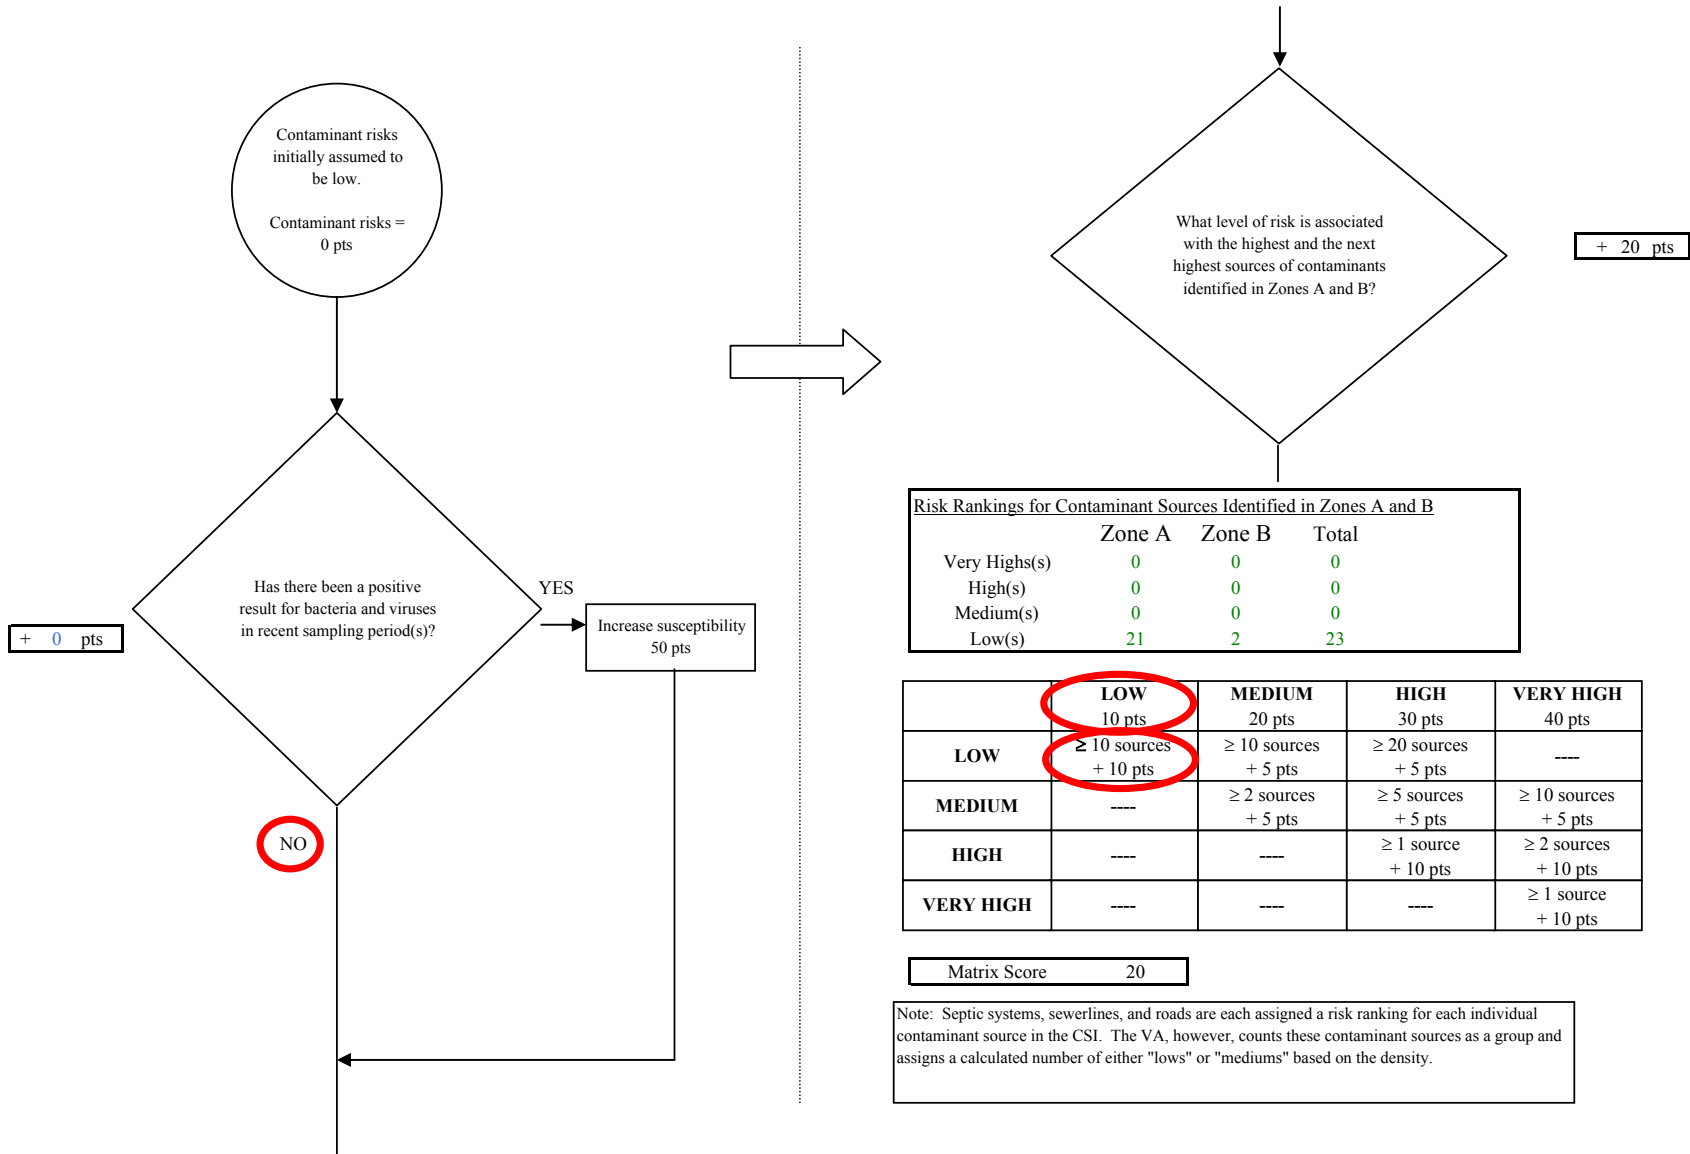 Contaminant risks
initially assumed to
be low.
Contaminant risks =
0 pts
Has there been a positive
result for bacteria and viruses
in recent sampling period(s)?
+ 0 pts
YES
Increase susceptibility
50 pts
NO
What level of risk is associated
with the highest and the next
highest sources of contaminants
identified in Zones A and B?
+ 20 pts
Risk Rankings for Contaminant Sources Identified in Zones A and B
Zone A Zone B Total
Very Highs(s) 0 0 0
High(s) 0 0 0
Medium(s) 0 0 0
Low(s) 21 2 23
LOW MEDIUM HIGH VERY HIGH
10 pts 20 pts 30 pts 40 pts
LOW ≥ 10 sources ≥ 10 sources ≥ 20 sources ----
+ 10 pts + 5 pts + 5 pts
MEDIUM ---- ≥ 2 sources ≥ 5 sources ≥ 10 sources
+ 5 pts + 5 pts + 5 pts
HIGH ---- ---- ≥ 1 source ≥ 2 sources
+ 10 pts + 10 pts
VERY HIGH ---- ---- ---- ≥ 1 source
+ 10 pts
Matrix Score 20
Note: Septic systems, sewerlines, and roads are each assigned a risk ranking for each individual
contaminant source in the CSI. The VA, however, counts these contaminant sources as a group and
assigns a calculated number of either "lows" or "mediums" based on the density.